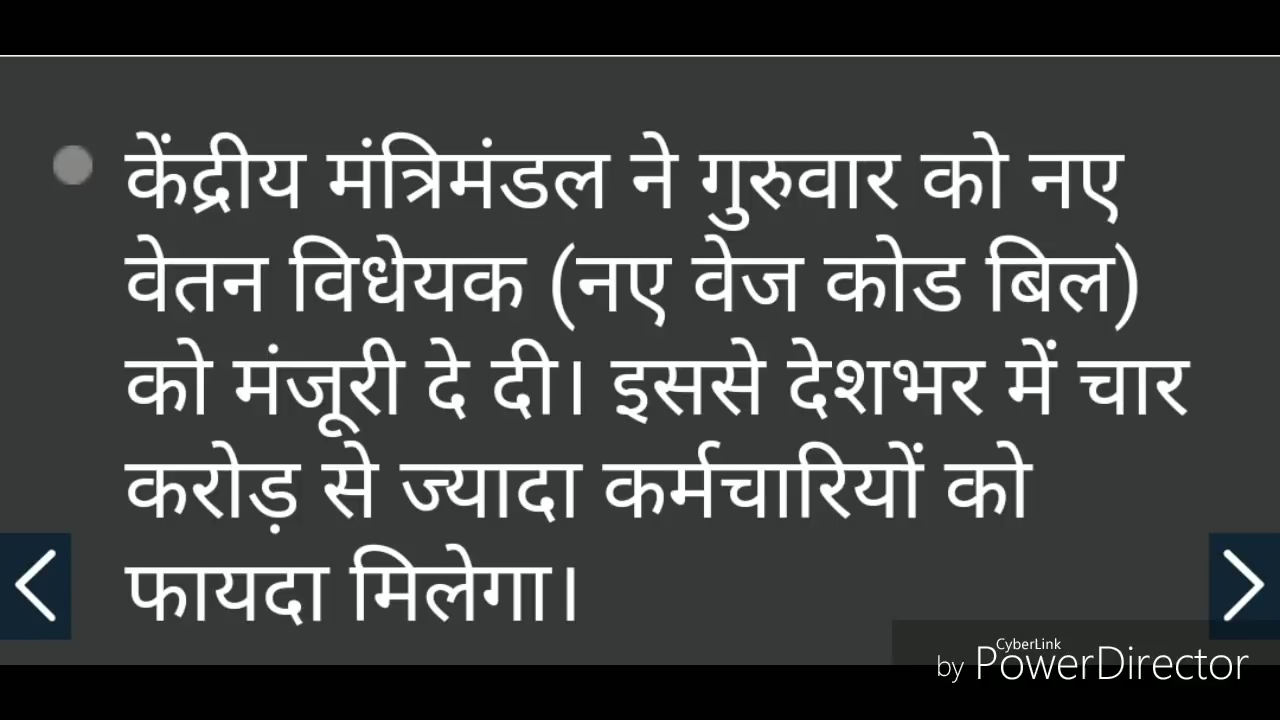 केंद्रीय मंत्रिमंडल ने गुरुवार को नए
वेतन विधेयक (नए वेज कोड बिल)
को मंजूरी दे दी। इससे देशभर में चार
करोड़ से ज्यादा कर्मचारियों को
फायदा मिलेगा।
CyberLink
by PowerDirector